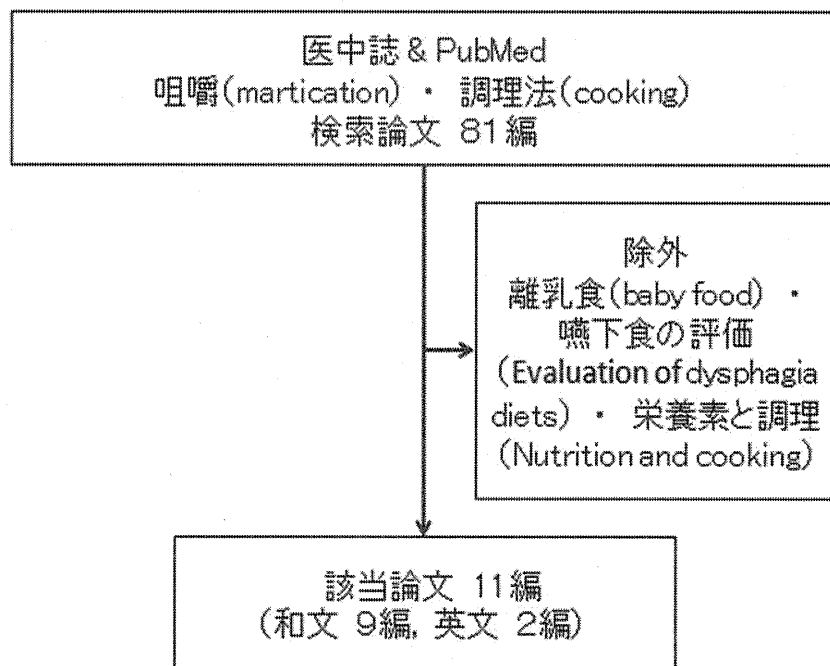 医中誌 & PubMed
咀嚼(martication) ・ 調理法(cooking)
検索論文 81編
除外
離乳食(baby food) ・
嚥下食の評価
(Evaluation of dysphagia
diets) ・ 栄養素と調理
(Nutrition and cooking)
該当論文 11編
(和文 9編, 英文 2編)